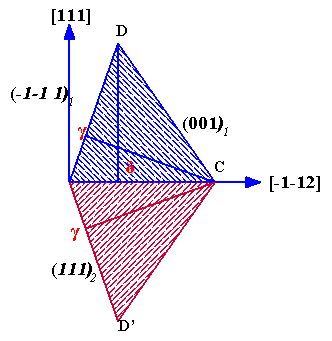 [111]
D
(-1-1 1)1
(001)1
γ
δ
C
[-1-12]
γ
(111)2
D'